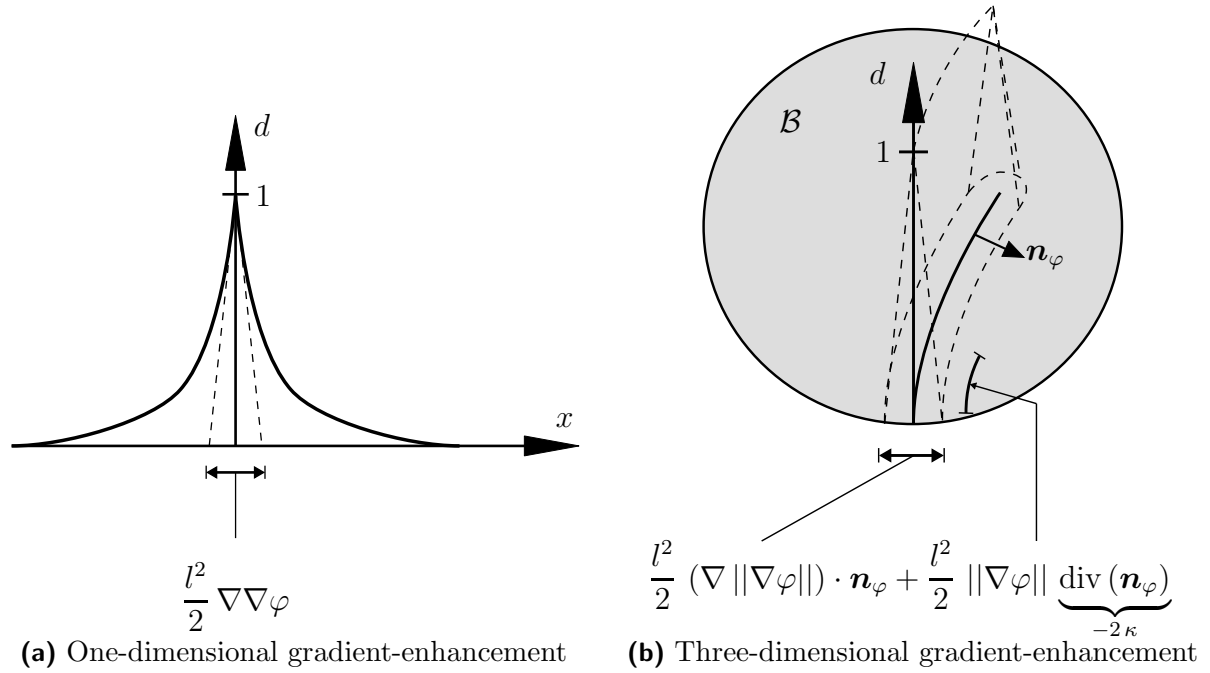 d
1
x
l²/2 ∇∇φ
(a) One-dimensional gradient-enhancement
d
ℬ
1
n_φ
l²/2 (∇ ||∇φ||) · n_φ + l²/2 ||∇φ|| div (n_φ)
−2 κ
(b) Three-dimensional gradient-enhancement